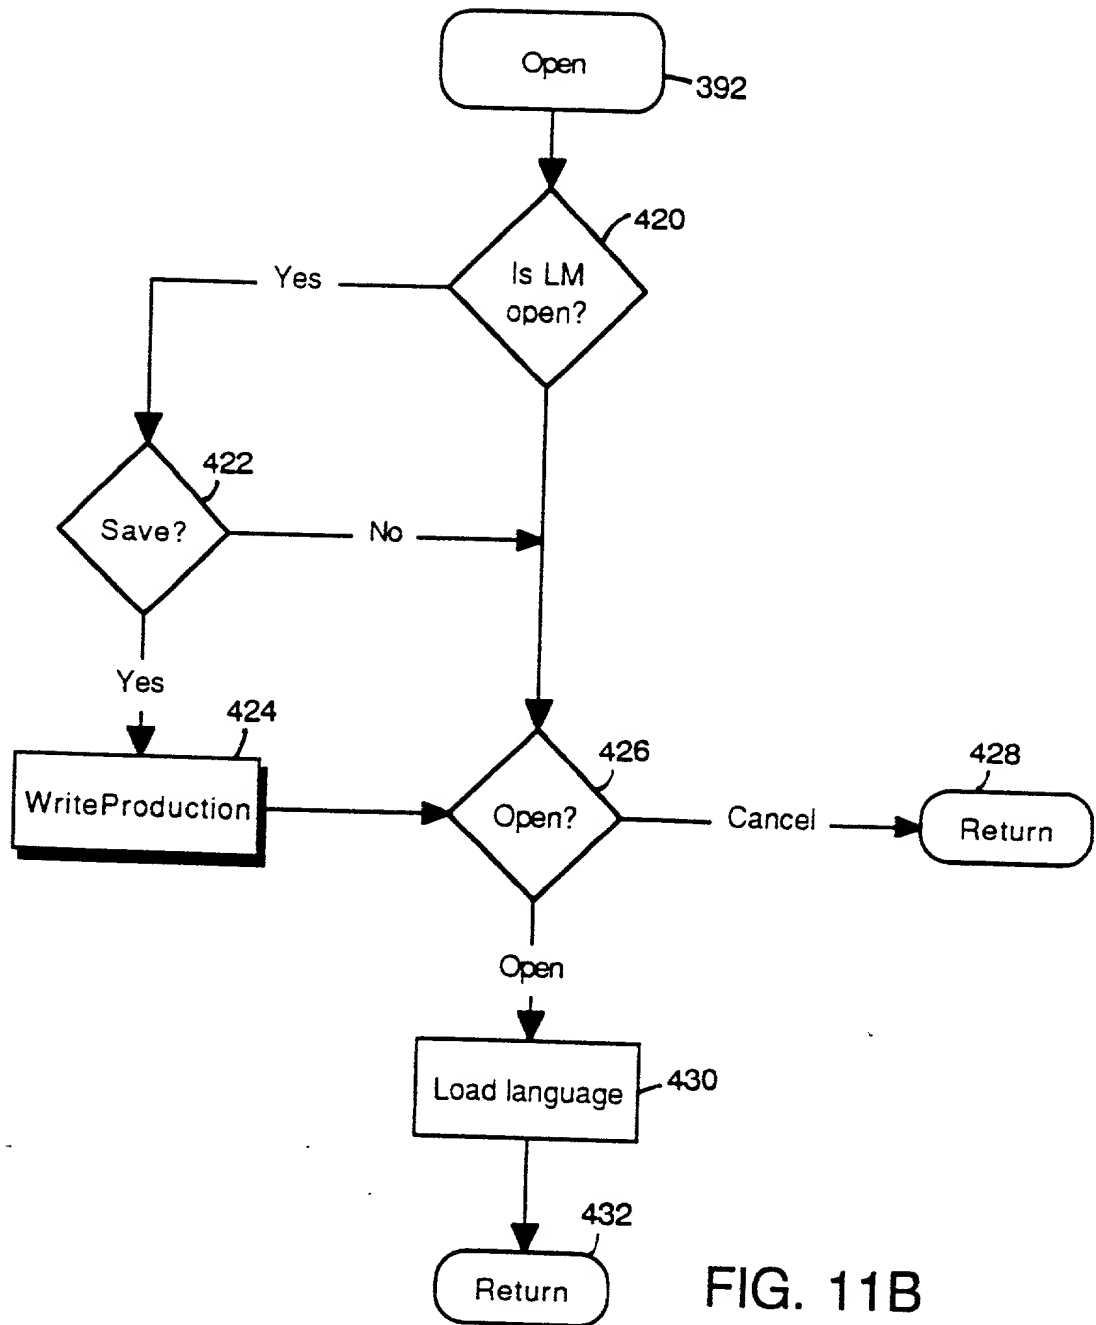 Open
392
420
Is LM
open?
Yes
422
Save?
No
Yes
424
WriteProduction
426
Open?
Cancel
428
Return
Open
Load language
430
432
Return
FIG. 11B